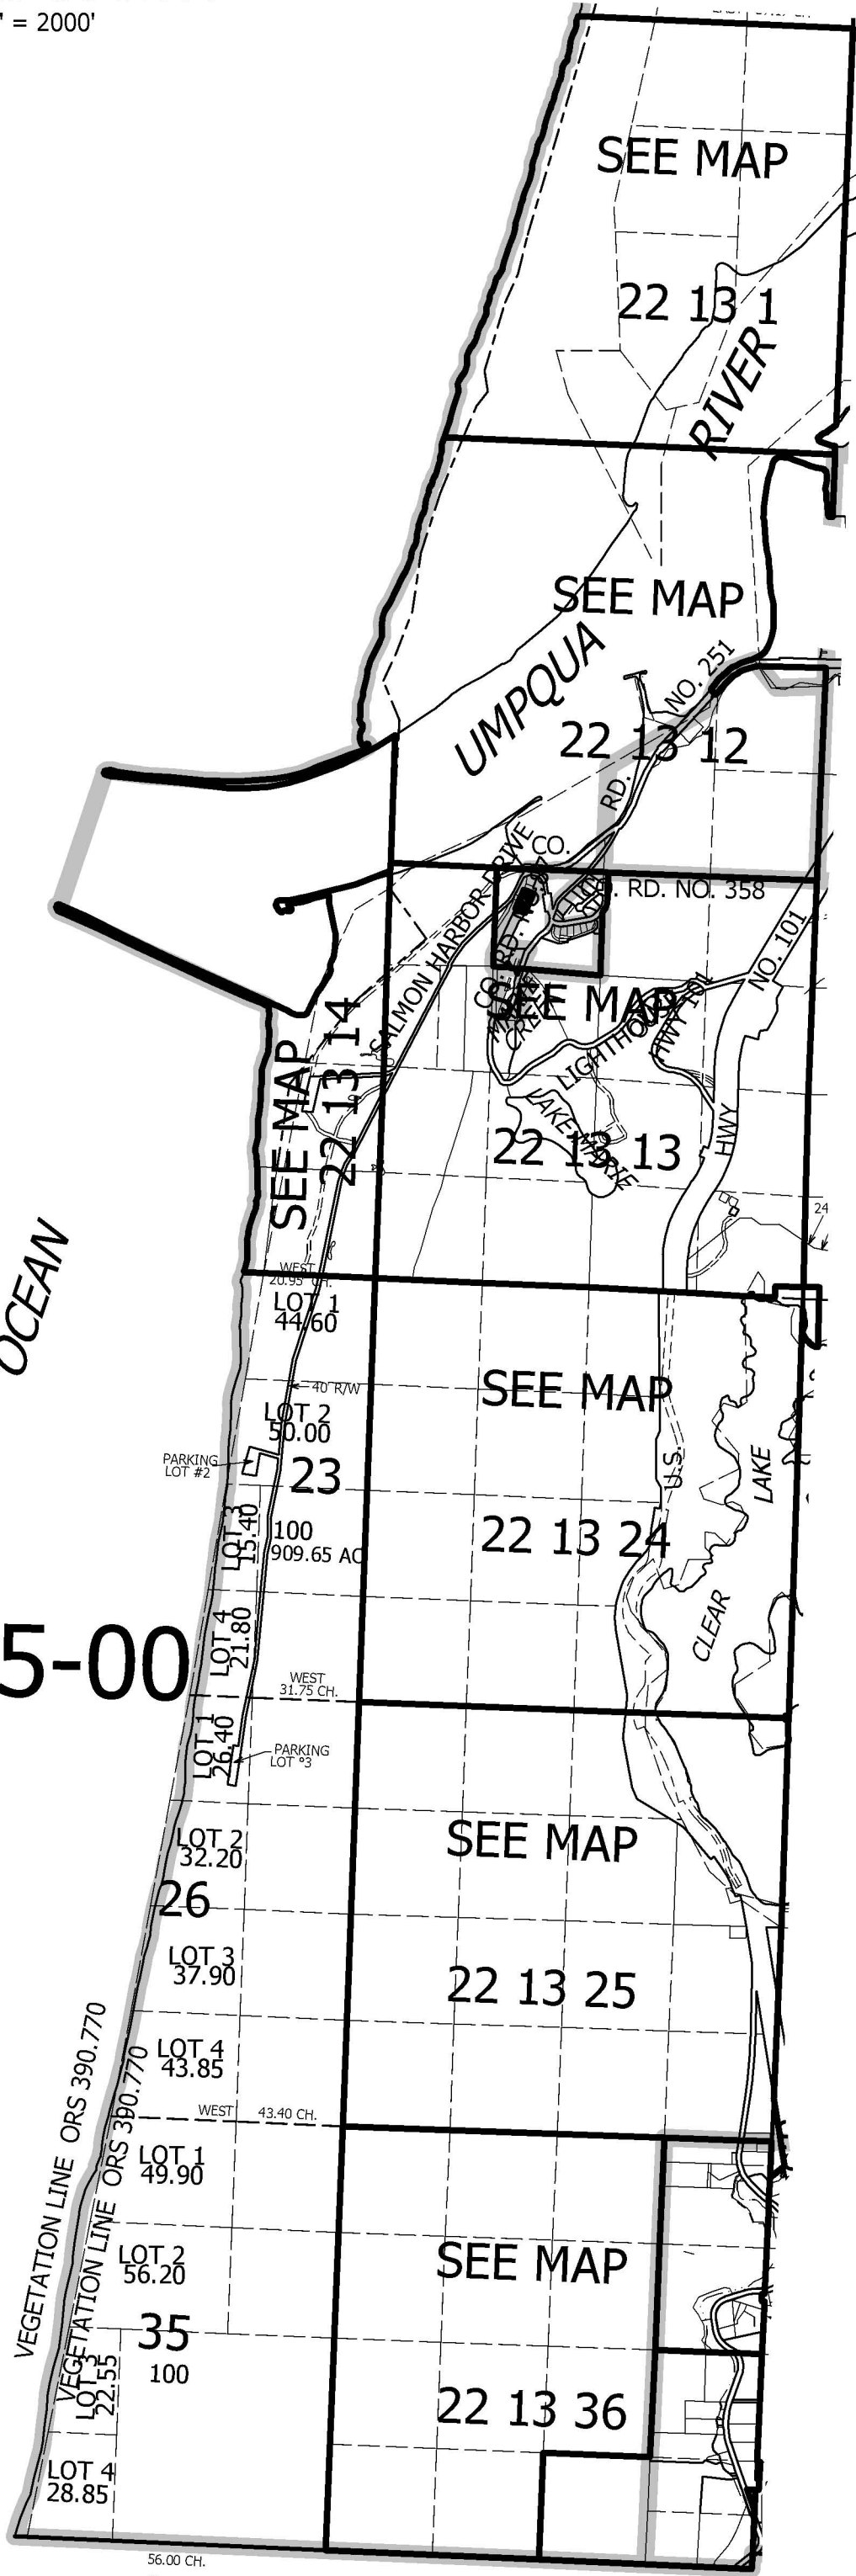 ' = 2000'
SEE MAP
22 13 1
RIVER
SEE MAP
UMPQUA
22 13 12
NO. 251
RD.
CO.
RD. NO. 358
SALMON HARBOR DRIVE
NO. 101
SEE MAP
LIGHTHOUSE
HWY 101
HWY
LAKE MARIE
22 13 13
SEE MAP
22 13 14
24
OCEAN
WEST
20.95 CH.
LOT 1
44.60
40 R/W
LOT 2
50.00
PARKING
LOT #2
23
LOT 3
15.40
100
909.65 AC
SEE MAP
22 13 24
U.S.
LAKE
CLEAR
LOT 4
21.80
5-00
WEST
31.75 CH.
LOT 1
26.40
PARKING
LOT °3
LOT 2
32.20
26
SEE MAP
22 13 25
LOT 3
37.90
LOT 4
43.85
WEST 43.40 CH.
VEGETATION LINE ORS 390.770
VEGETATION LINE ORS 390.770
LOT 1
49.90
LOT 2
56.20
35
100
SEE MAP
22 13 36
LOT 3
22.55
LOT 4
28.85
56.00 CH.